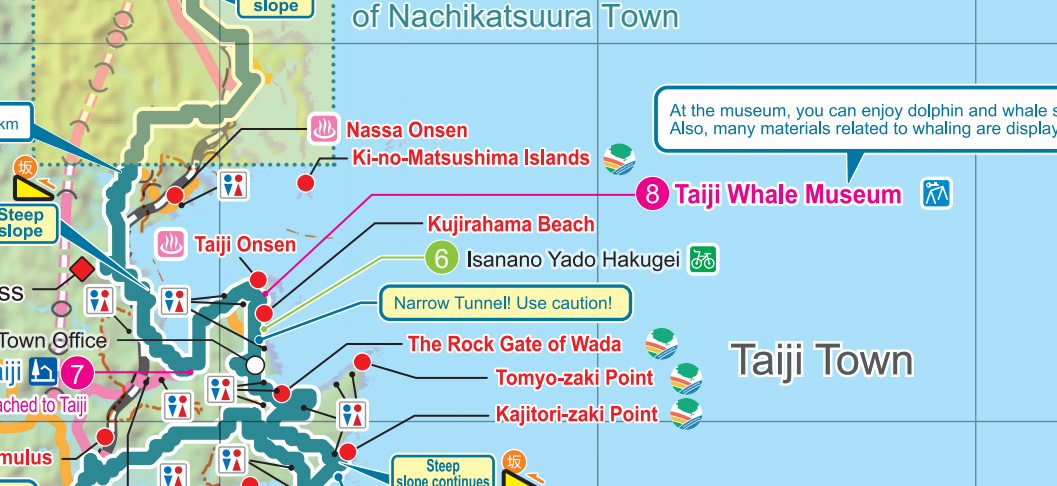 slope
of Nachikatsuura Town
At the museum, you can enjoy dolphin and whale
Also, many materials related to whaling are
km
Nassa Onsen
Ki-no-Matsushima Islands
坂
8 Taiji Whale Museum
Steep
slope
Kujirahama Beach
Taiji Onsen
6 Isanano Yado Hakugei
SS
Narrow Tunnel! Use caution!
Town Office
The Rock Gate of Wada
Taiji Town
7
Tomyo-zaki Point
ached to Taiji
Kajitori-zaki Point
mulus
Steep
slope continues
坂